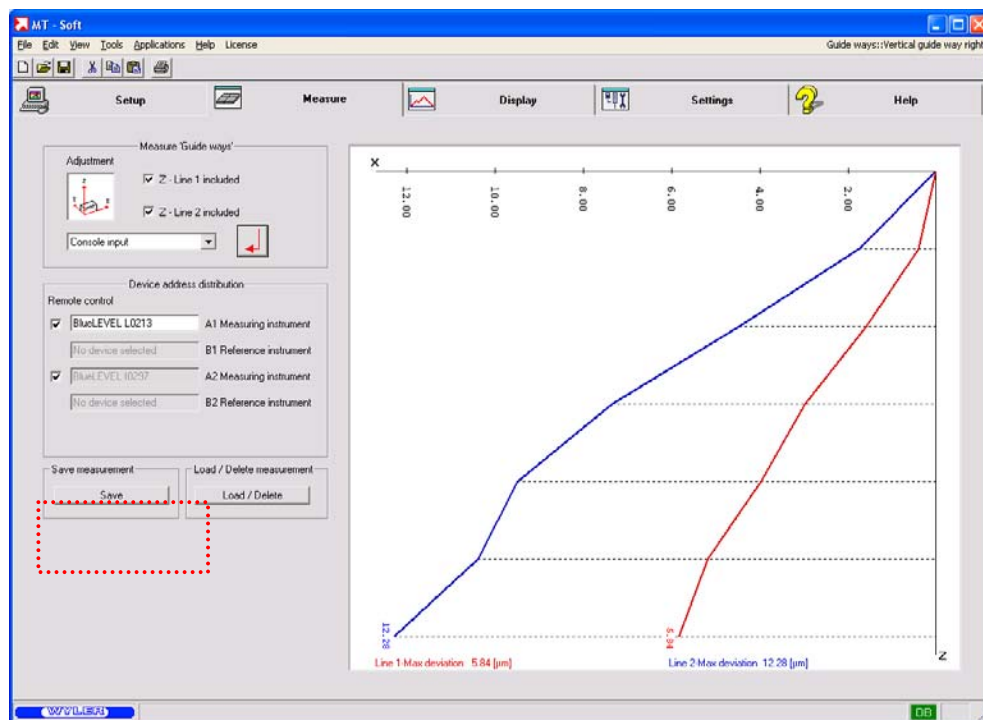 MT - Soft
File Edit View Tools Applications Help License
Guide ways::Vertical guide way right
Setup
Measure
Display
Settings
Help
Measure 'Guide ways'
Adjustment
Z - Line 1 included
Z - Line 2 included
Console input
Device address distribution
Remote control
BlueLEVEL L0213 A1 Measuring instrument
No device selected B1 Reference instrument
BlueLEVEL I0297 A2 Measuring instrument
No device selected B2 Reference instrument
Save measurement
Save
Load / Delete measurement
Load / Delete
X
12.00 10.00 8.00 6.00 4.00 2.00
12.28
5.84
Z
Line 1-Max deviation 5.84 [µm]
Line 2-Max deviation 12.28 [µm]
WYLER
DB